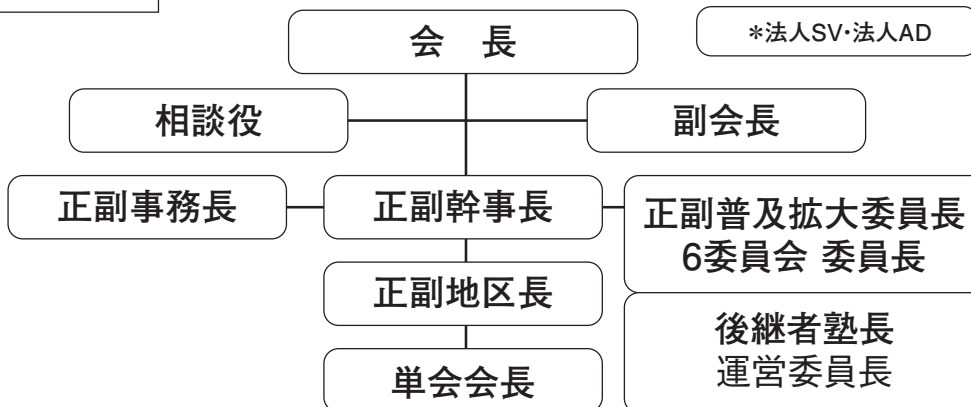 会　長
*法人SV・法人AD
相談役
副会長
正副事務長
正副幹事長
正副普及拡大委員長
6委員会 委員長
正副地区長
後継者塾長
運営委員長
単会会長